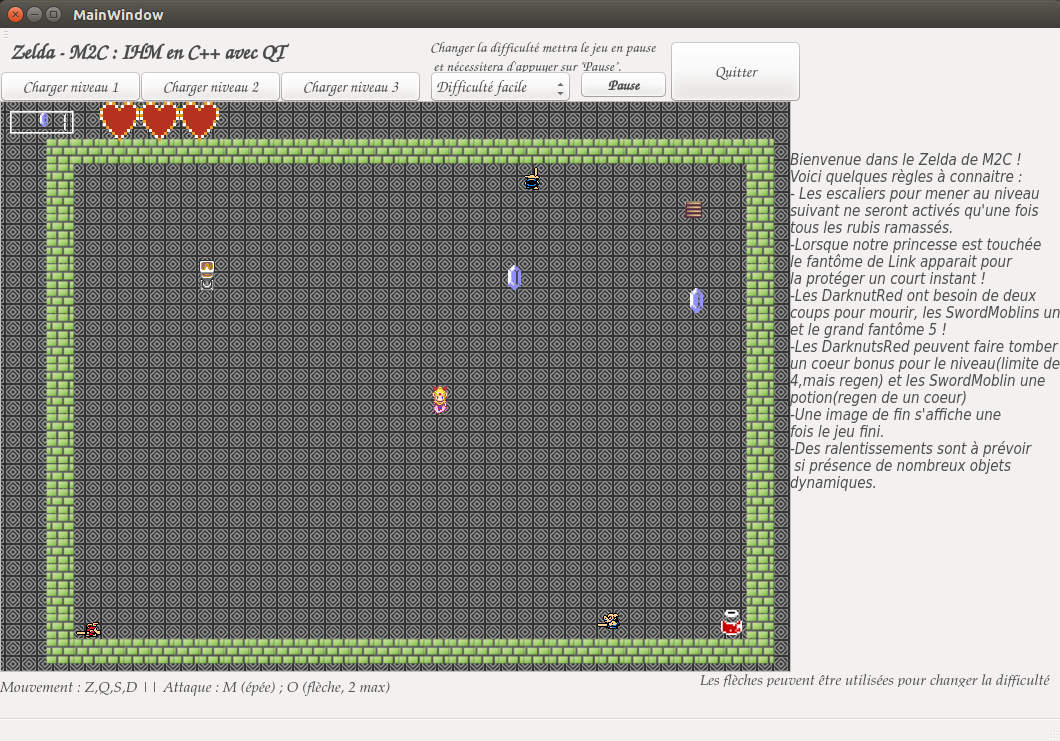 MainWindow
Zelda - M2C : IHM en C++ avec QT
Changer la difficulté mettra le jeu en pause
et nécessitera d'appuyer sur "Pause".
Charger niveau 1
Charger niveau 2
Charger niveau 3
Difficulté facile
Pause
Quitter
Bienvenue dans le Zelda de M2C !
Voici quelques règles à connaitre :
- Les escaliers pour mener au niveau
suivant ne seront activés qu'une fois
tous les rubis ramassés.
-Lorsque notre princesse est touchée
le fantôme de Link apparait pour
la protéger un court instant !
-Les DarknutRed ont besoin de deux
coups pour mourir, les SwordMoblins un
et le grand fantôme 5 !
-Les DarknutsRed peuvent faire tomber
un coeur bonus pour le niveau(limite de
4,mais regen) et les SwordMoblin une
potion(regen de un coeur)
-Une image de fin s'affiche une
fois le jeu fini.
-Des ralentissements sont à prévoir
si présence de nombreux objets
dynamiques.
Mouvement : Z,Q,S,D || Attaque : M (épée) ; O (flèche, 2 max)
Les flèches peuvent être utilisées pour changer la difficulté